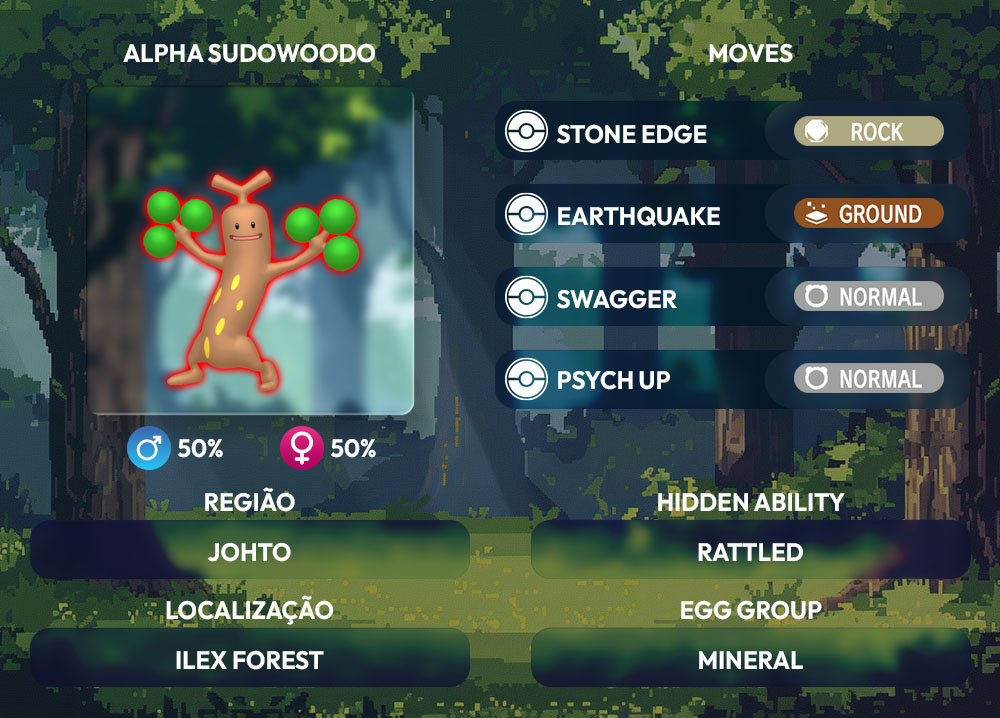 ALPHA SUDOWOODO
♂ 50% ♀ 50%
REGIÃO
JOHTO
LOCALIZAÇÃO
ILEX FOREST
MOVES
STONE EDGE ROCK
EARTHQUAKE GROUND
SWAGGER NORMAL
PSYCH UP NORMAL
HIDDEN ABILITY
RATTLED
EGG GROUP
MINERAL